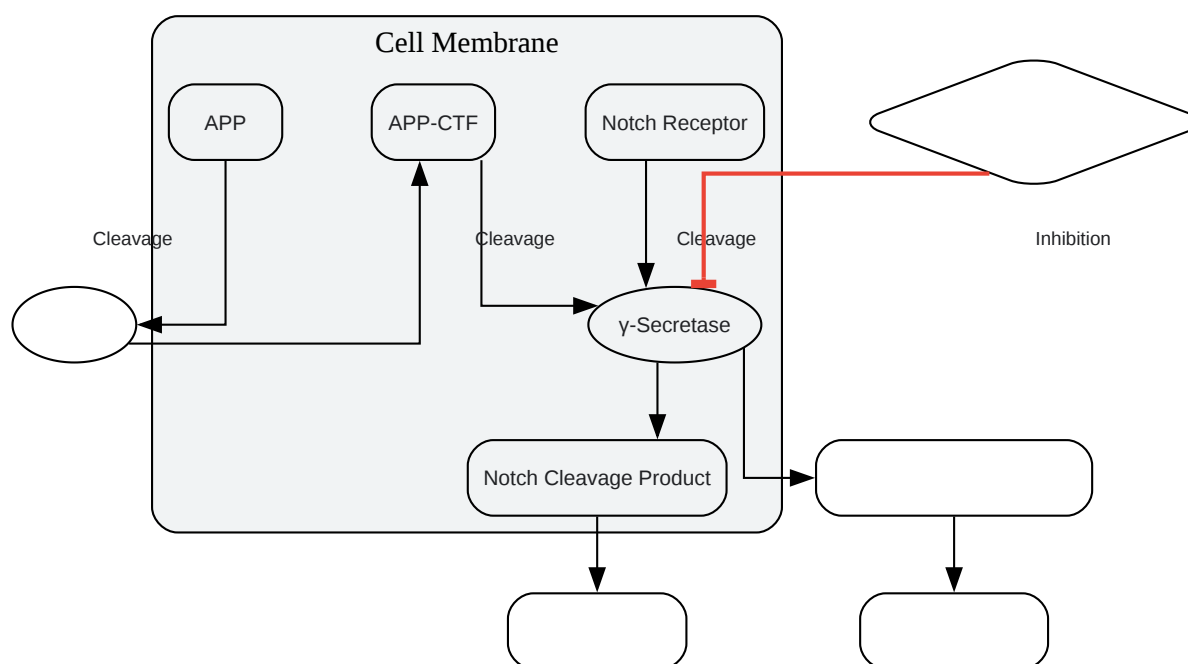 Cell Membrane
APP
APP-CTF
Notch Receptor
Cleavage
Cleavage
Cleavage
Inhibition
γ-Secretase
Notch Cleavage Product